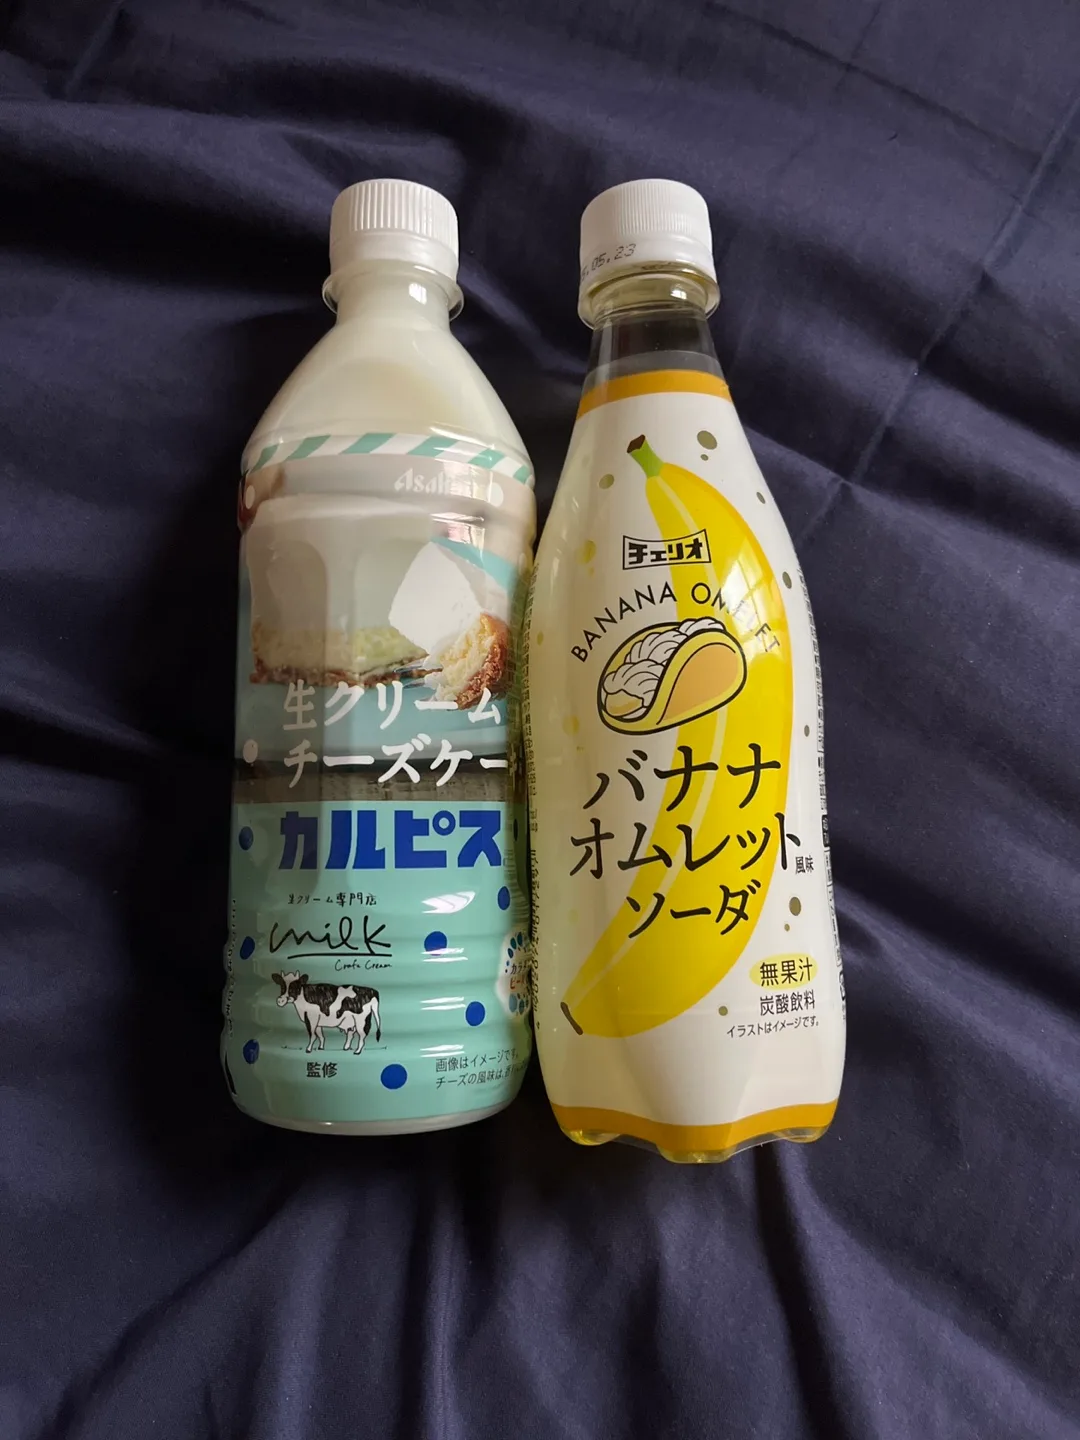 Asahi
生クリーム
チーズケー
カルピス
生クリーム専門店
milk
Craft Cream
監修
画像はイメージです。
チーズの風味は、
.05.23
チェリオ
BANANA OMELET
バナナ
オムレット
風味
ソーダ
無果汁
炭酸飲料
イラストはイメージです。